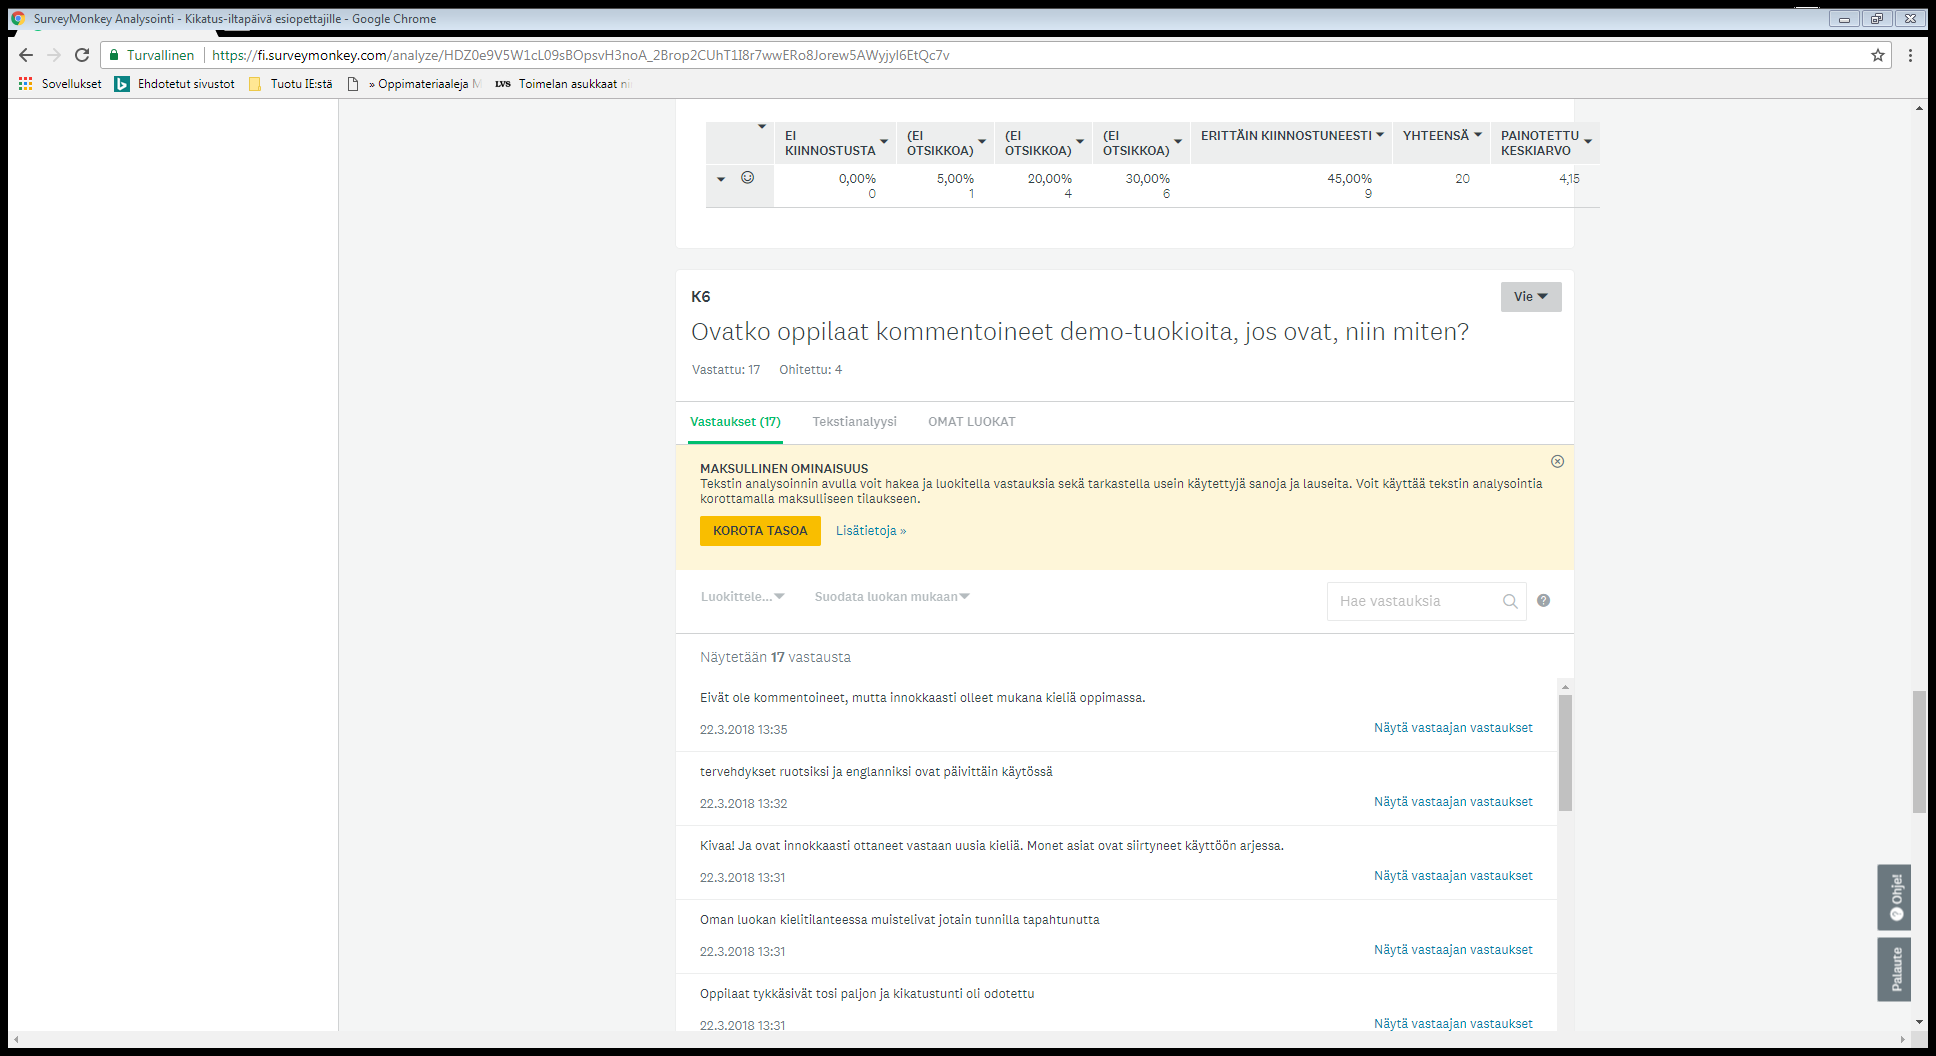 SurveyMonkey Analysointi - Kikatus-iltapäivä esiopettajille - Google Chrome
Turvallinen https://fi.surveymonkey.com/analyze/HDZ0e9V5W1cL09sBOpsvH3noA_2Brop2CUhT1I8r7wwERo8Jorew5AWyjyI6EtQc7v
Sovellukset Ehdotetut sivustot Tuotu IE:stä » Oppimateriaaleja M LVS Toimelan asukkaat ni
EI KIINNOSTUSTA (EI OTSIKKOA) (EI OTSIKKOA) (EI OTSIKKOA) ERITTÄIN KIINNOSTUNEESTI YHTEENSÄ PAINOTETTU KESKIARVO
0,00% 5,00% 20,00% 30,00% 45,00% 20 4,15
0 1 4 6 9
K6
Vie
Ovatko oppilaat kommentoineet demo-tuokioita, jos ovat, niin miten?
Vastattu: 17 Ohitettu: 4
Vastaukset (17) Tekstianalyysi OMAT LUOKAT
MAKSULLINEN OMINAISUUS
Tekstin analysoinnin avulla voit hakea ja luokitella vastauksia sekä tarkastella usein käytettyjä sanoja ja lauseita. Voit käyttää tekstin analysointia
korottamalla maksulliseen tilaukseen.
KOROTA TASOA Lisätietoja »
Luokittele... Suodata luokan mukaan Hae vastauksia ?
Näytetään 17 vastausta
Eivät ole kommentoineet, mutta innokkaasti olleet mukana kieliä oppimassa.
22.3.2018 13:35 Näytä vastaajan vastaukset
tervehdykset ruotsiksi ja englanniksi ovat päivittäin käytössä
22.3.2018 13:32 Näytä vastaajan vastaukset
Kivaa! Ja ovat innokkaasti ottaneet vastaan uusia kieliä. Monet asiat ovat siirtyneet käyttöön arjessa.
22.3.2018 13:31 Näytä vastaajan vastaukset
Oman luokan kielitilanteessa muistelivat jotain tunnilla tapahtunutta
22.3.2018 13:31 Näytä vastaajan vastaukset
Oppilaat tykkäsivät tosi paljon ja kikatustunti oli odotettu
22.3.2018 13:31 Näytä vastaajan vastaukset
? Ohje!
Palaute